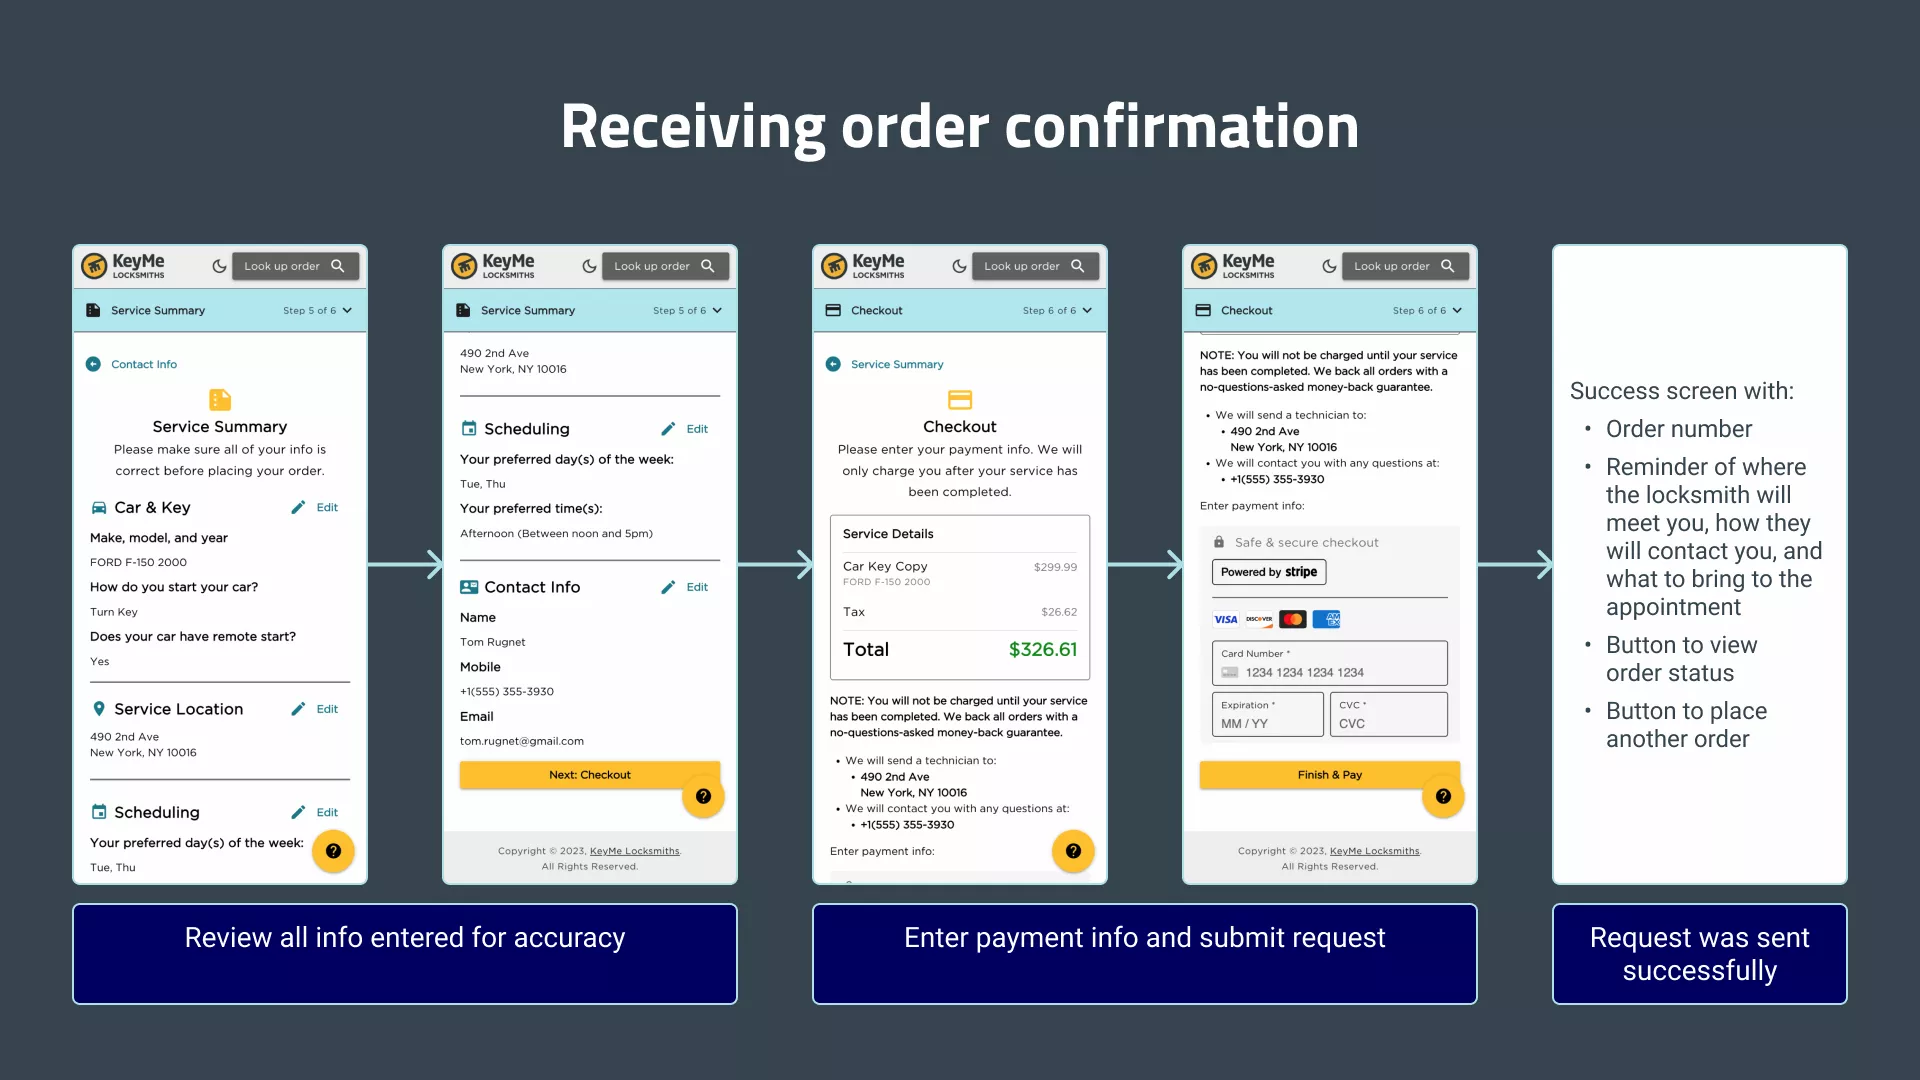 Receiving order confirmation
KeyMe
LOCKSMITHS
Look up order
Service Summary
Step 5 of 6
Contact Info
Service Summary
Please make sure all of your info is
correct before placing your order.
Car & Key
Edit
Make, model, and year
FORD F-150 2000
How do you start your car?
Turn Key
Does your car have remote start?
Yes
Service Location
Edit
490 2nd Ave
New York, NY 10016
Scheduling
Edit
Your preferred day(s) of the week:
Tue, Thu
KeyMe
LOCKSMITHS
Look up order
Service Summary
Step 5 of 6
490 2nd Ave
New York, NY 10016
Scheduling
Edit
Your preferred day(s) of the week:
Tue, Thu
Your preferred time(s):
Afternoon (Between noon and 5pm)
Contact Info
Edit
Name
Tom Rugnet
Mobile
+1(555) 355-3930
Email
tom.rugnet@gmail.com
Next: Checkout
Copyright © 2023, KeyMe Locksmiths.
All Rights Reserved.
Review all info entered for accuracy
KeyMe
LOCKSMITHS
Look up order
Checkout
Step 6 of 6
Service Summary
Checkout
Please enter your payment info. We will
only charge you after your service has
been completed.
Service Details
Car Key Copy
$299.99
FORD F-150 2000
Tax
$26.62
Total
$326.61
NOTE: You will not be charged until your service
has been completed. We back all orders with a
no-questions-asked money-back guarantee.
• We will send a technician to:
• 490 2nd Ave
New York, NY 10016
• We will contact you with any questions at:
• +1(555) 355-3930
Enter payment info:
KeyMe
LOCKSMITHS
Look up order
Checkout
Step 6 of 6
NOTE: You will not be charged until your service
has been completed. We back all orders with a
no-questions-asked money-back guarantee.
• We will send a technician to:
• 490 2nd Ave
New York, NY 10016
• We will contact you with any questions at:
• +1(555) 355-3930
Enter payment info:
Safe & secure checkout
Powered by stripe
VISA DISCOVER AMEX
Card Number *
1234 1234 1234 1234
Expiration *
MM / YY
CVC *
CVC
Finish & Pay
Copyright © 2023, KeyMe Locksmiths.
All Rights Reserved.
Enter payment info and submit request
Success screen with:
• Order number
• Reminder of where
the locksmith will
meet you, how they
will contact you, and
what to bring to the
appointment
• Button to view
order status
• Button to place
another order
Request was sent
successfully